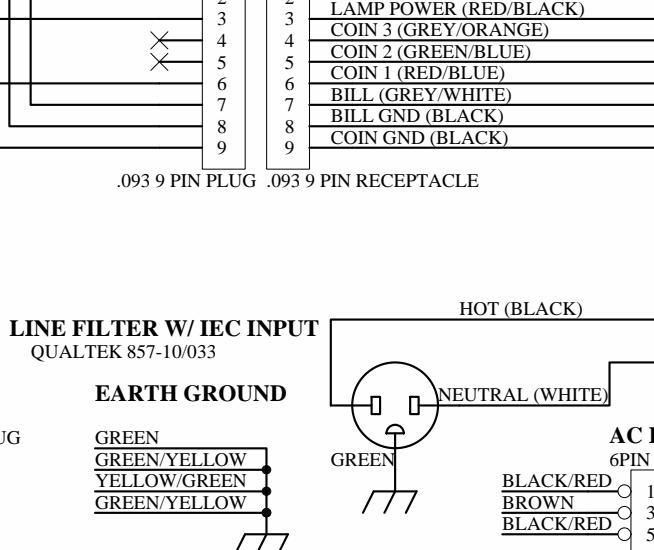 2 2
3 3 LAMP POWER (RED/BLACK)
4 4 COIN 3 (GREY/ORANGE)
5 5 COIN 2 (GREEN/BLUE)
6 6 COIN 1 (RED/BLUE)
7 7 BILL (GREY/WHITE)
8 8 BILL GND (BLACK)
9 9 COIN GND (BLACK)
.093 9 PIN PLUG .093 9 PIN RECEPTACLE
HOT (BLACK)
LINE FILTER W/ IEC INPUT
QUALTEK 857-10/033
NEUTRAL (WHITE)
EARTH GROUND
UG
GREEN
GREEN/YELLOW
YELLOW/GREEN
GREEN/YELLOW
GREEN
AC
6PIN
BLACK/RED 1
BROWN 3
BLACK/RED 5